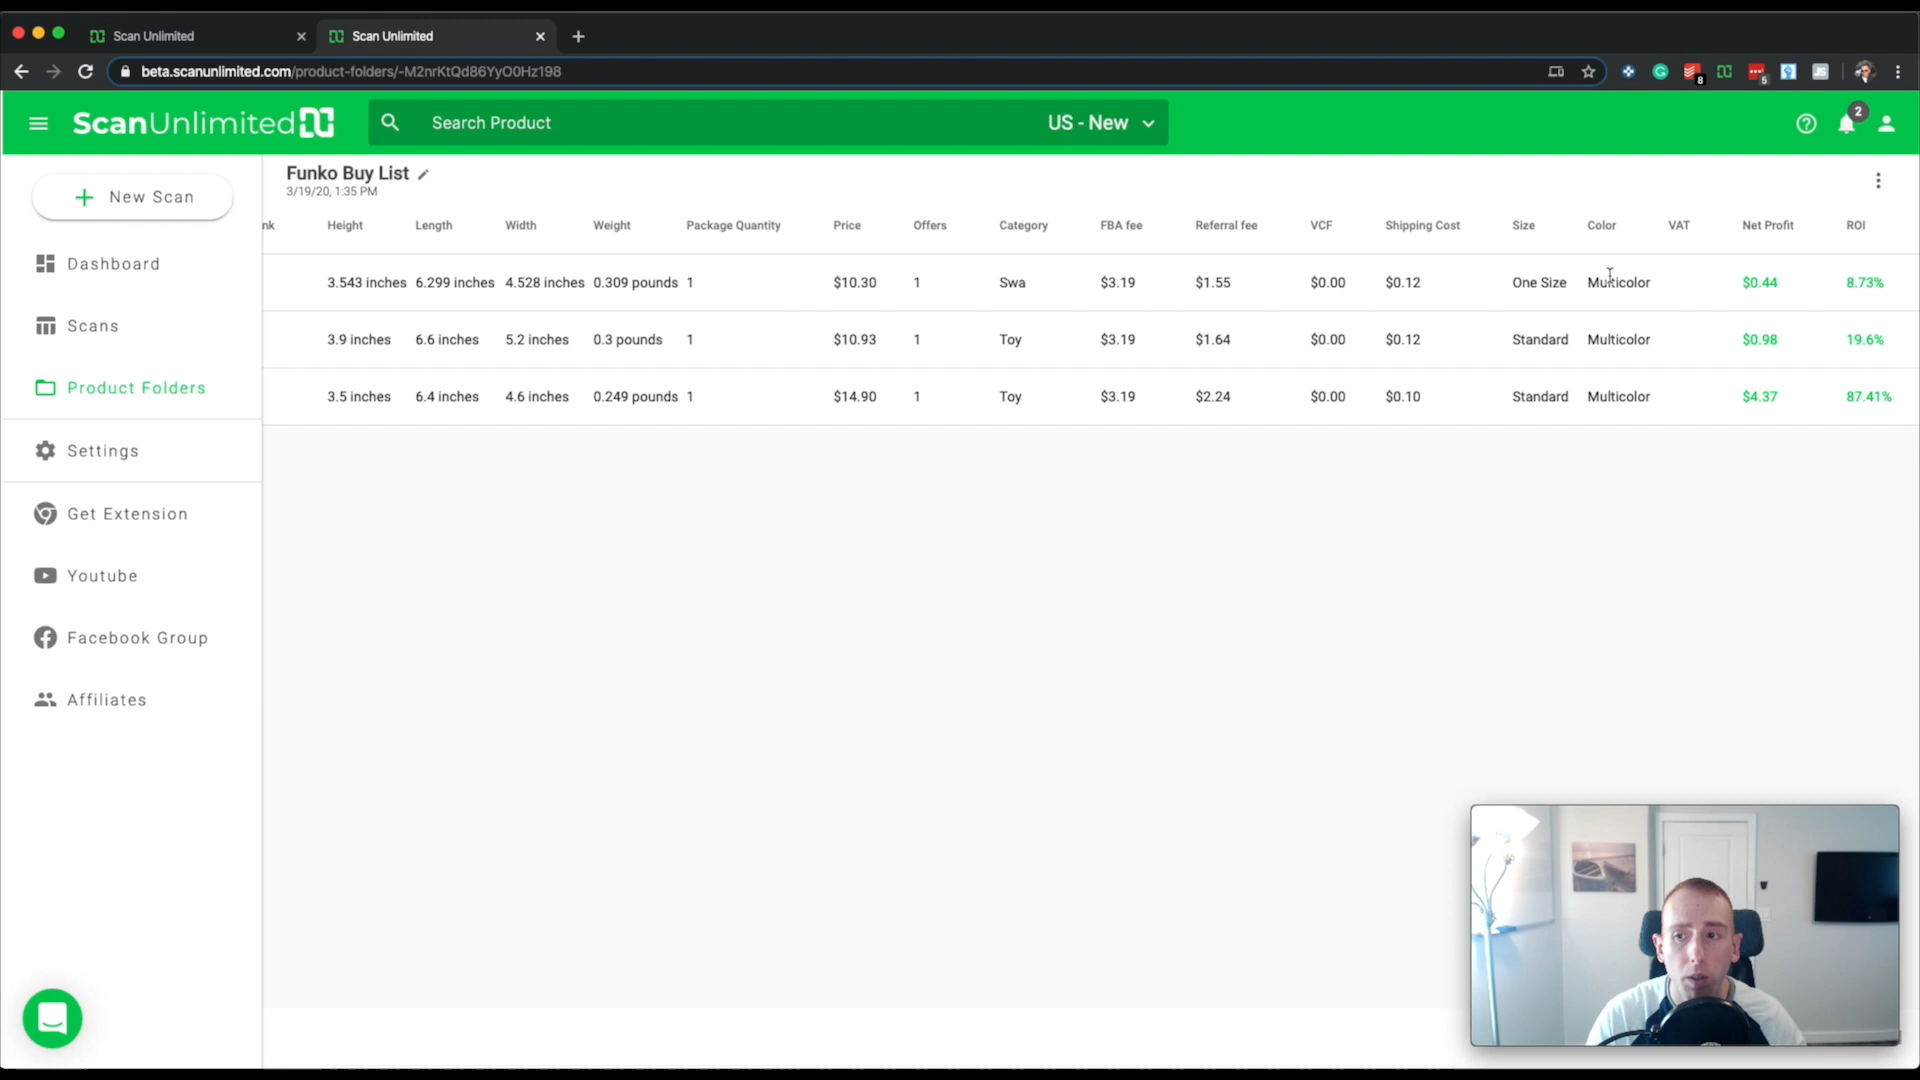 Scan Unlimited
Scan Unlimited
beta.scanunlimited.com/product-folders/-M2nrKtQd86YyO0Hz198
8
5
ScanUnlimited
Search Product
US - New
2
New Scan
Dashboard
Scans
Product Folders
Settings
Get Extension
Youtube
Facebook Group
Affiliates
Funko Buy List
3/19/20, 1:35 PM
nk Height Length Width Weight Package Quantity Price Offers Category FBA fee Referral fee VCF Shipping Cost Size Color VAT Net Profit ROI
3.543 inches 6.299 inches 4.528 inches 0.309 pounds 1 $10.30 1 Swa $3.19 $1.55 $0.00 $0.12 One Size Multicolor $0.44 8.73%
3.9 inches 6.6 inches 5.2 inches 0.3 pounds 1 $10.93 1 Toy $3.19 $1.64 $0.00 $0.12 Standard Multicolor $0.98 19.6%
3.5 inches 6.4 inches 4.6 inches 0.249 pounds 1 $14.90 1 Toy $3.19 $2.24 $0.00 $0.10 Standard Multicolor $4.37 87.41%